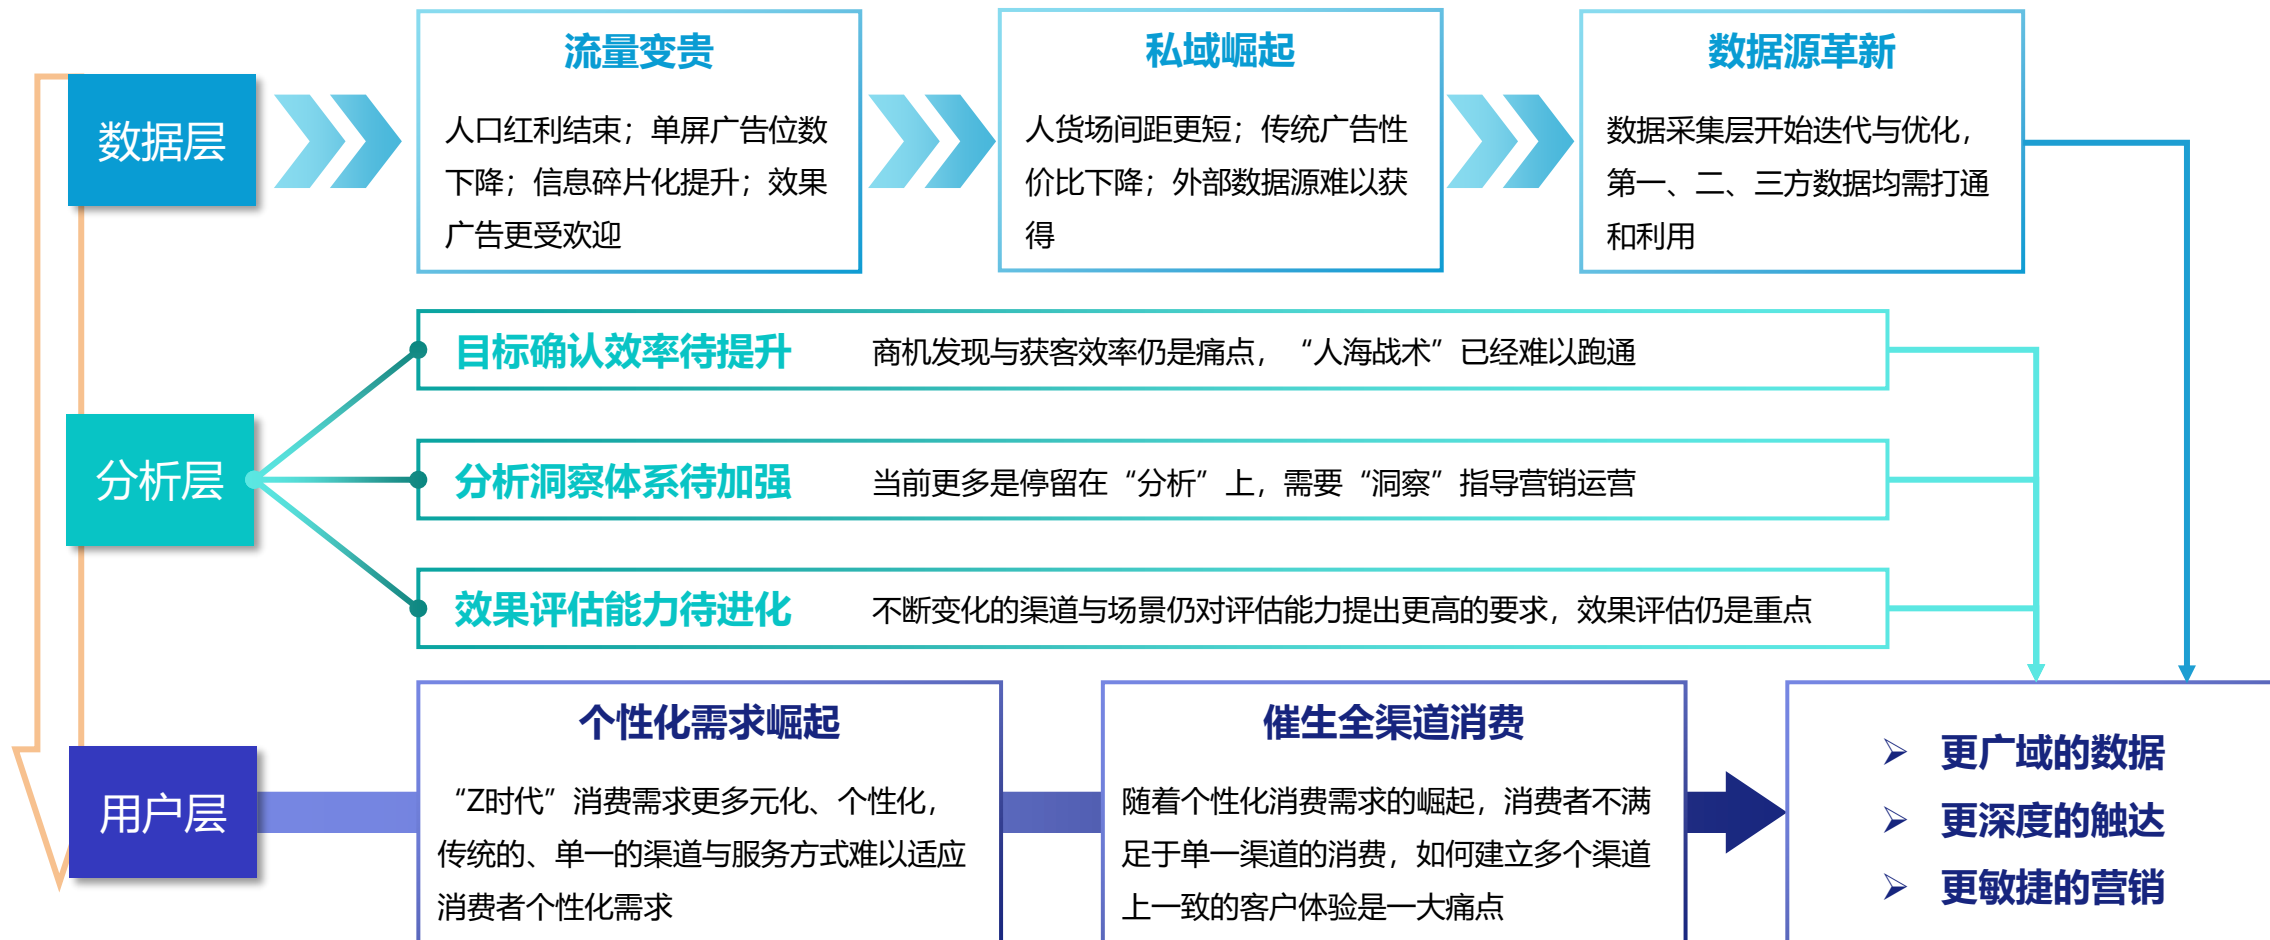 数据层
流量变贵
人口红利结束；单屏广告位数
下降；信息碎片化提升；效果
广告更受欢迎
私域崛起
人货场间距更短；传统广告性
价比下降；外部数据源难以获
得
数据源革新
数据采集层开始迭代与优化，
第一、二、三方数据均需打通
和利用
分析层
目标确认效率待提升
商机发现与获客效率仍是痛点，“人海战术”已经难以跑通
分析洞察体系待加强
当前更多是停留在“分析”上，需要“洞察”指导营销运营
效果评估能力待进化
不断变化的渠道与场景仍对评估能力提出更高的要求，效果评估仍是重点
用户层
个性化需求崛起
“Z时代”消费需求更多元化、个性化，
传统的、单一的渠道与服务方式难以适应
消费者个性化需求
催生全渠道消费
随着个性化消费需求的崛起，消费者不满
足于单一渠道的消费，如何建立多个渠道
上一致的客户体验是一大痛点
➢ 更广域的数据
➢ 更深度的触达
➢ 更敏捷的营销